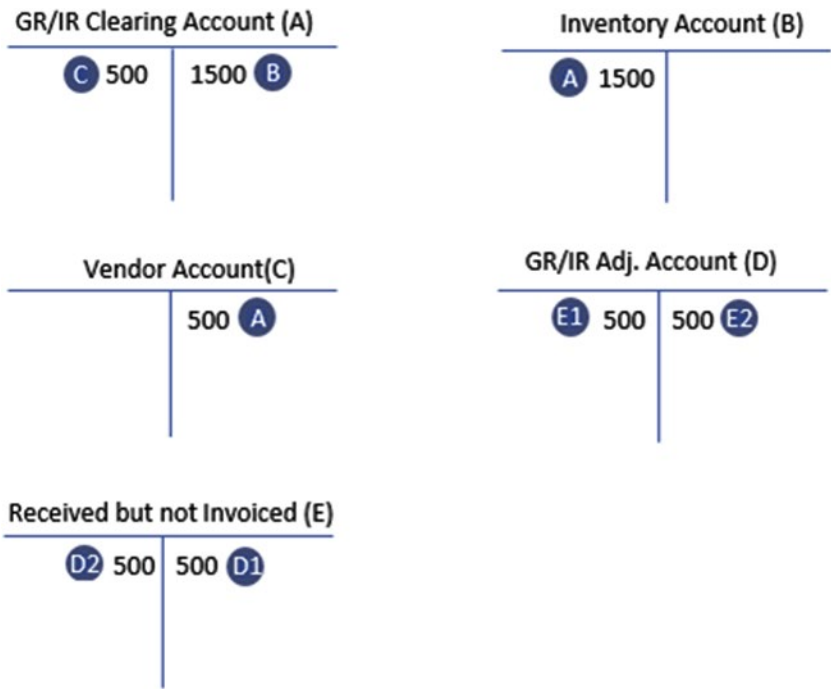 GR/IR Clearing Account (A)
C 500 1500 B
Inventory Account (B)
A 1500
Vendor Account(C)
500 A
GR/IR Adj. Account (D)
E1 500 500 E2
Received but not Invoiced (E)
D2 500 500 D1